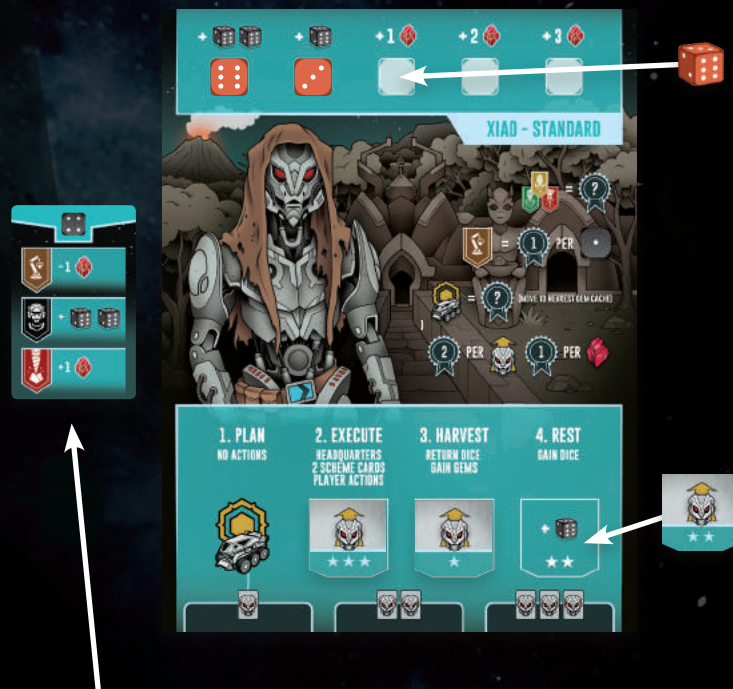 + +
+1 +2 +3
XIAO - STANDARD
= ?
= 1 PER
-1
+
+1
= ? (MOVE TO NEAREST GEM CACHE)
2 PER 1 PER
1. PLAN
NO ACTIONS
2. EXECUTE
HEADQUARTERS
2 SCHEME CARDS
PLAYER ACTIONS
3. HARVEST
RETURN DICE
GAIN GEMS
4. REST
GAIN DICE
+